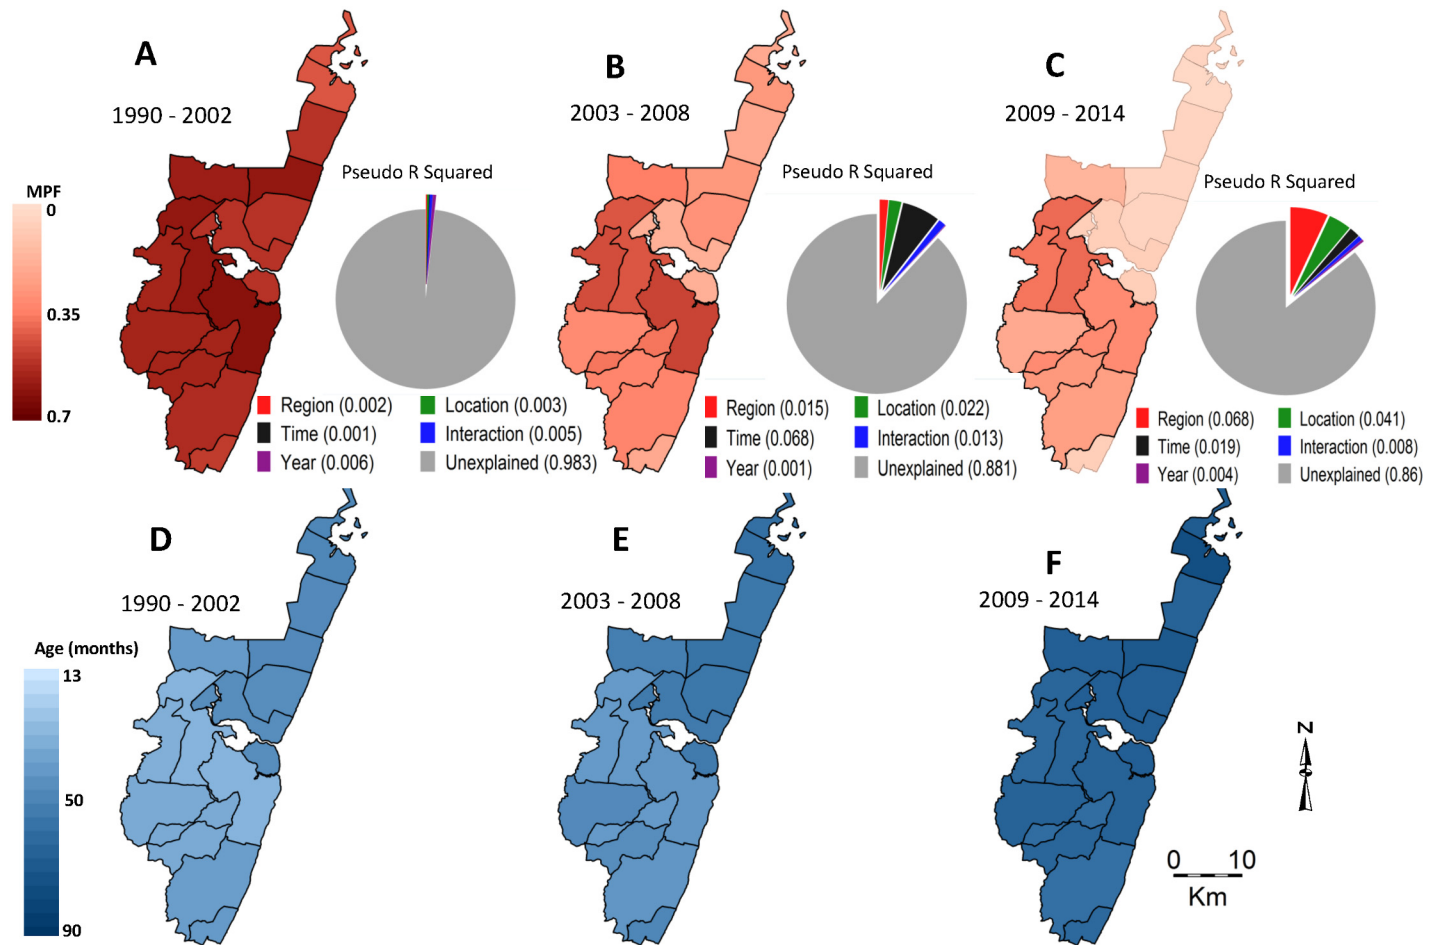 A
1990 - 2002
MPF
0
0.35
0.7
Pseudo R Squared
Region (0.002)
Location (0.003)
Time (0.001)
Interaction (0.005)
Year (0.006)
Unexplained (0.983)
B
2003 - 2008
Pseudo R Squared
Region (0.015)
Location (0.022)
Time (0.068)
Interaction (0.013)
Year (0.001)
Unexplained (0.881)
C
2009 - 2014
Pseudo R Squared
Region (0.068)
Location (0.041)
Time (0.019)
Interaction (0.008)
Year (0.004)
Unexplained (0.86)
D
1990 - 2002
Age (months)
13
50
90
E
2003 - 2008
F
2009 - 2014
N
0 10
Km